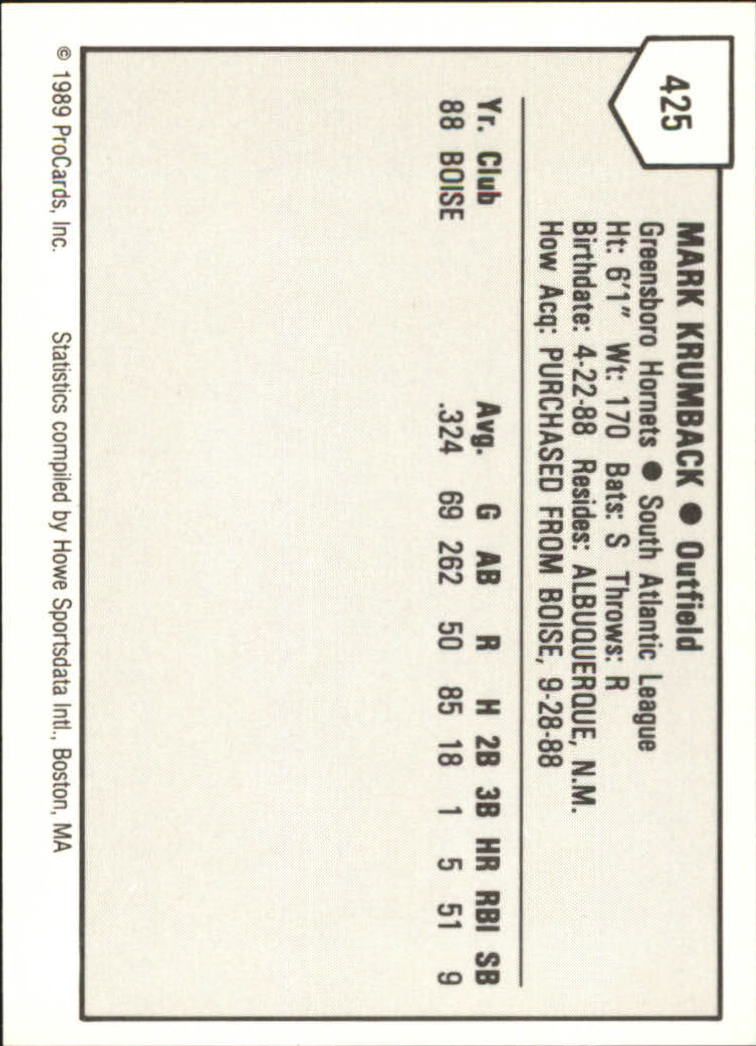 425
MARK KRUMBACK ● Outfield
Greensboro Hornets ● South Atlantic League
Ht: 6'1" Wt: 170 Bats: S Throws: R
Birthdate: 4-22-88 Resides: ALBUQUERQUE, N.M.
How Acq: PURCHASED FROM BOISE, 9-28-88
Yr. Club Avg. G AB R H 2B 3B HR RBI SB
88 BOISE .324 69 262 50 85 18 1 5 51 9
© 1989 ProCards, Inc. Statistics compiled by Howe Sportsdata Intl., Boston, MA